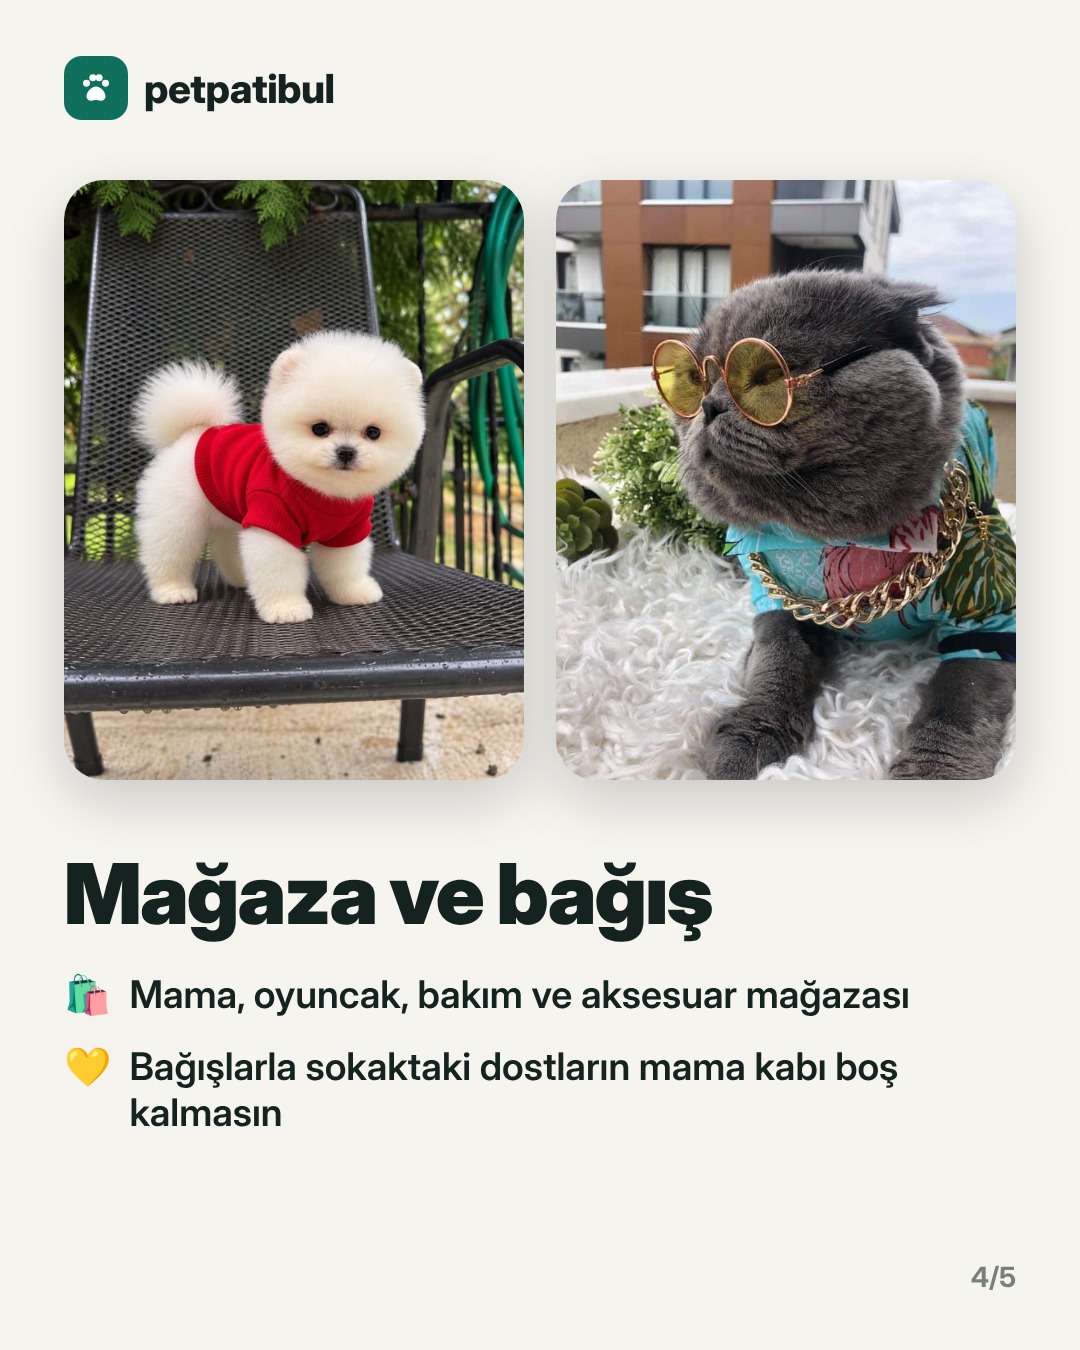 petpatibul
Mağaza ve bağış
🛍️ Mama, oyuncak, bakım ve aksesuar mağazası
💛 Bağışlarla sokaktaki dostların mama kabı boş
kalmasın
4/5